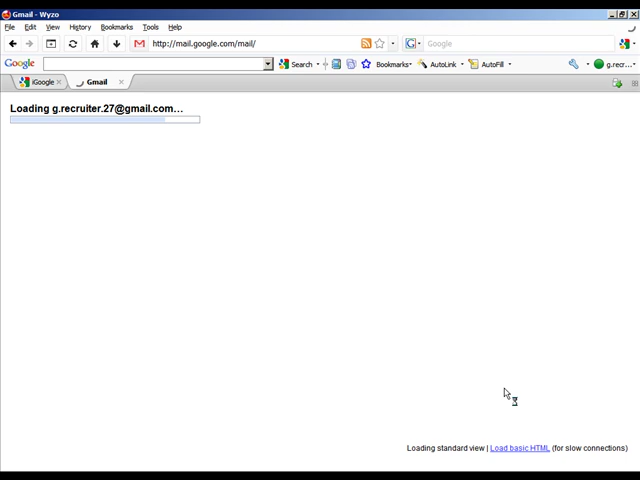 Gmail - Wyzo
File Edit View History Bookmarks Tools Help
http://mail.google.com/mail/ G Google
Google Search Bookmarks AutoLink AutoFill g.recr...
iGoogle Gmail
Loading g.recruiter.27@gmail.com...
Loading standard view | Load basic HTML (for slow connections)